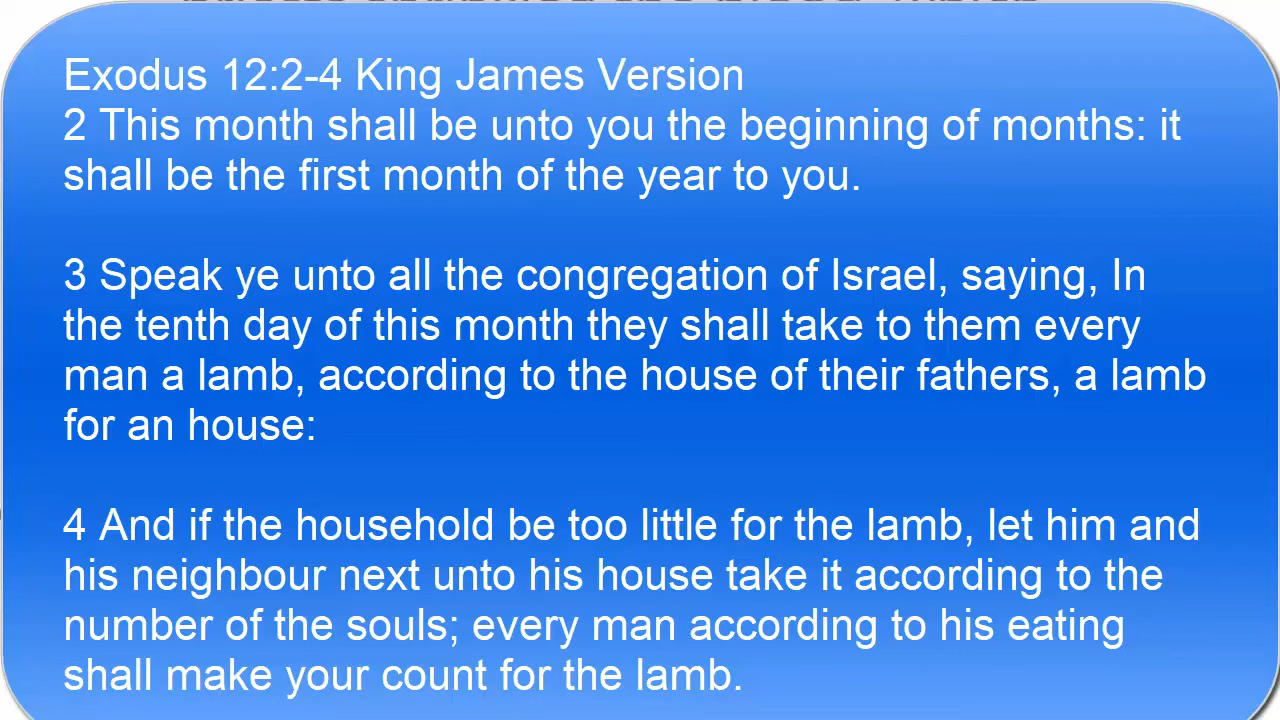 Exodus 12:2-4 King James Version
2 This month shall be unto you the beginning of months: it
shall be the first month of the year to you.
3 Speak ye unto all the congregation of Israel, saying, In
the tenth day of this month they shall take to them every
man a lamb, according to the house of their fathers, a lamb
for an house:
4 And if the household be too little for the lamb, let him and
his neighbour next unto his house take it according to the
number of the souls; every man according to his eating
shall make your count for the lamb.